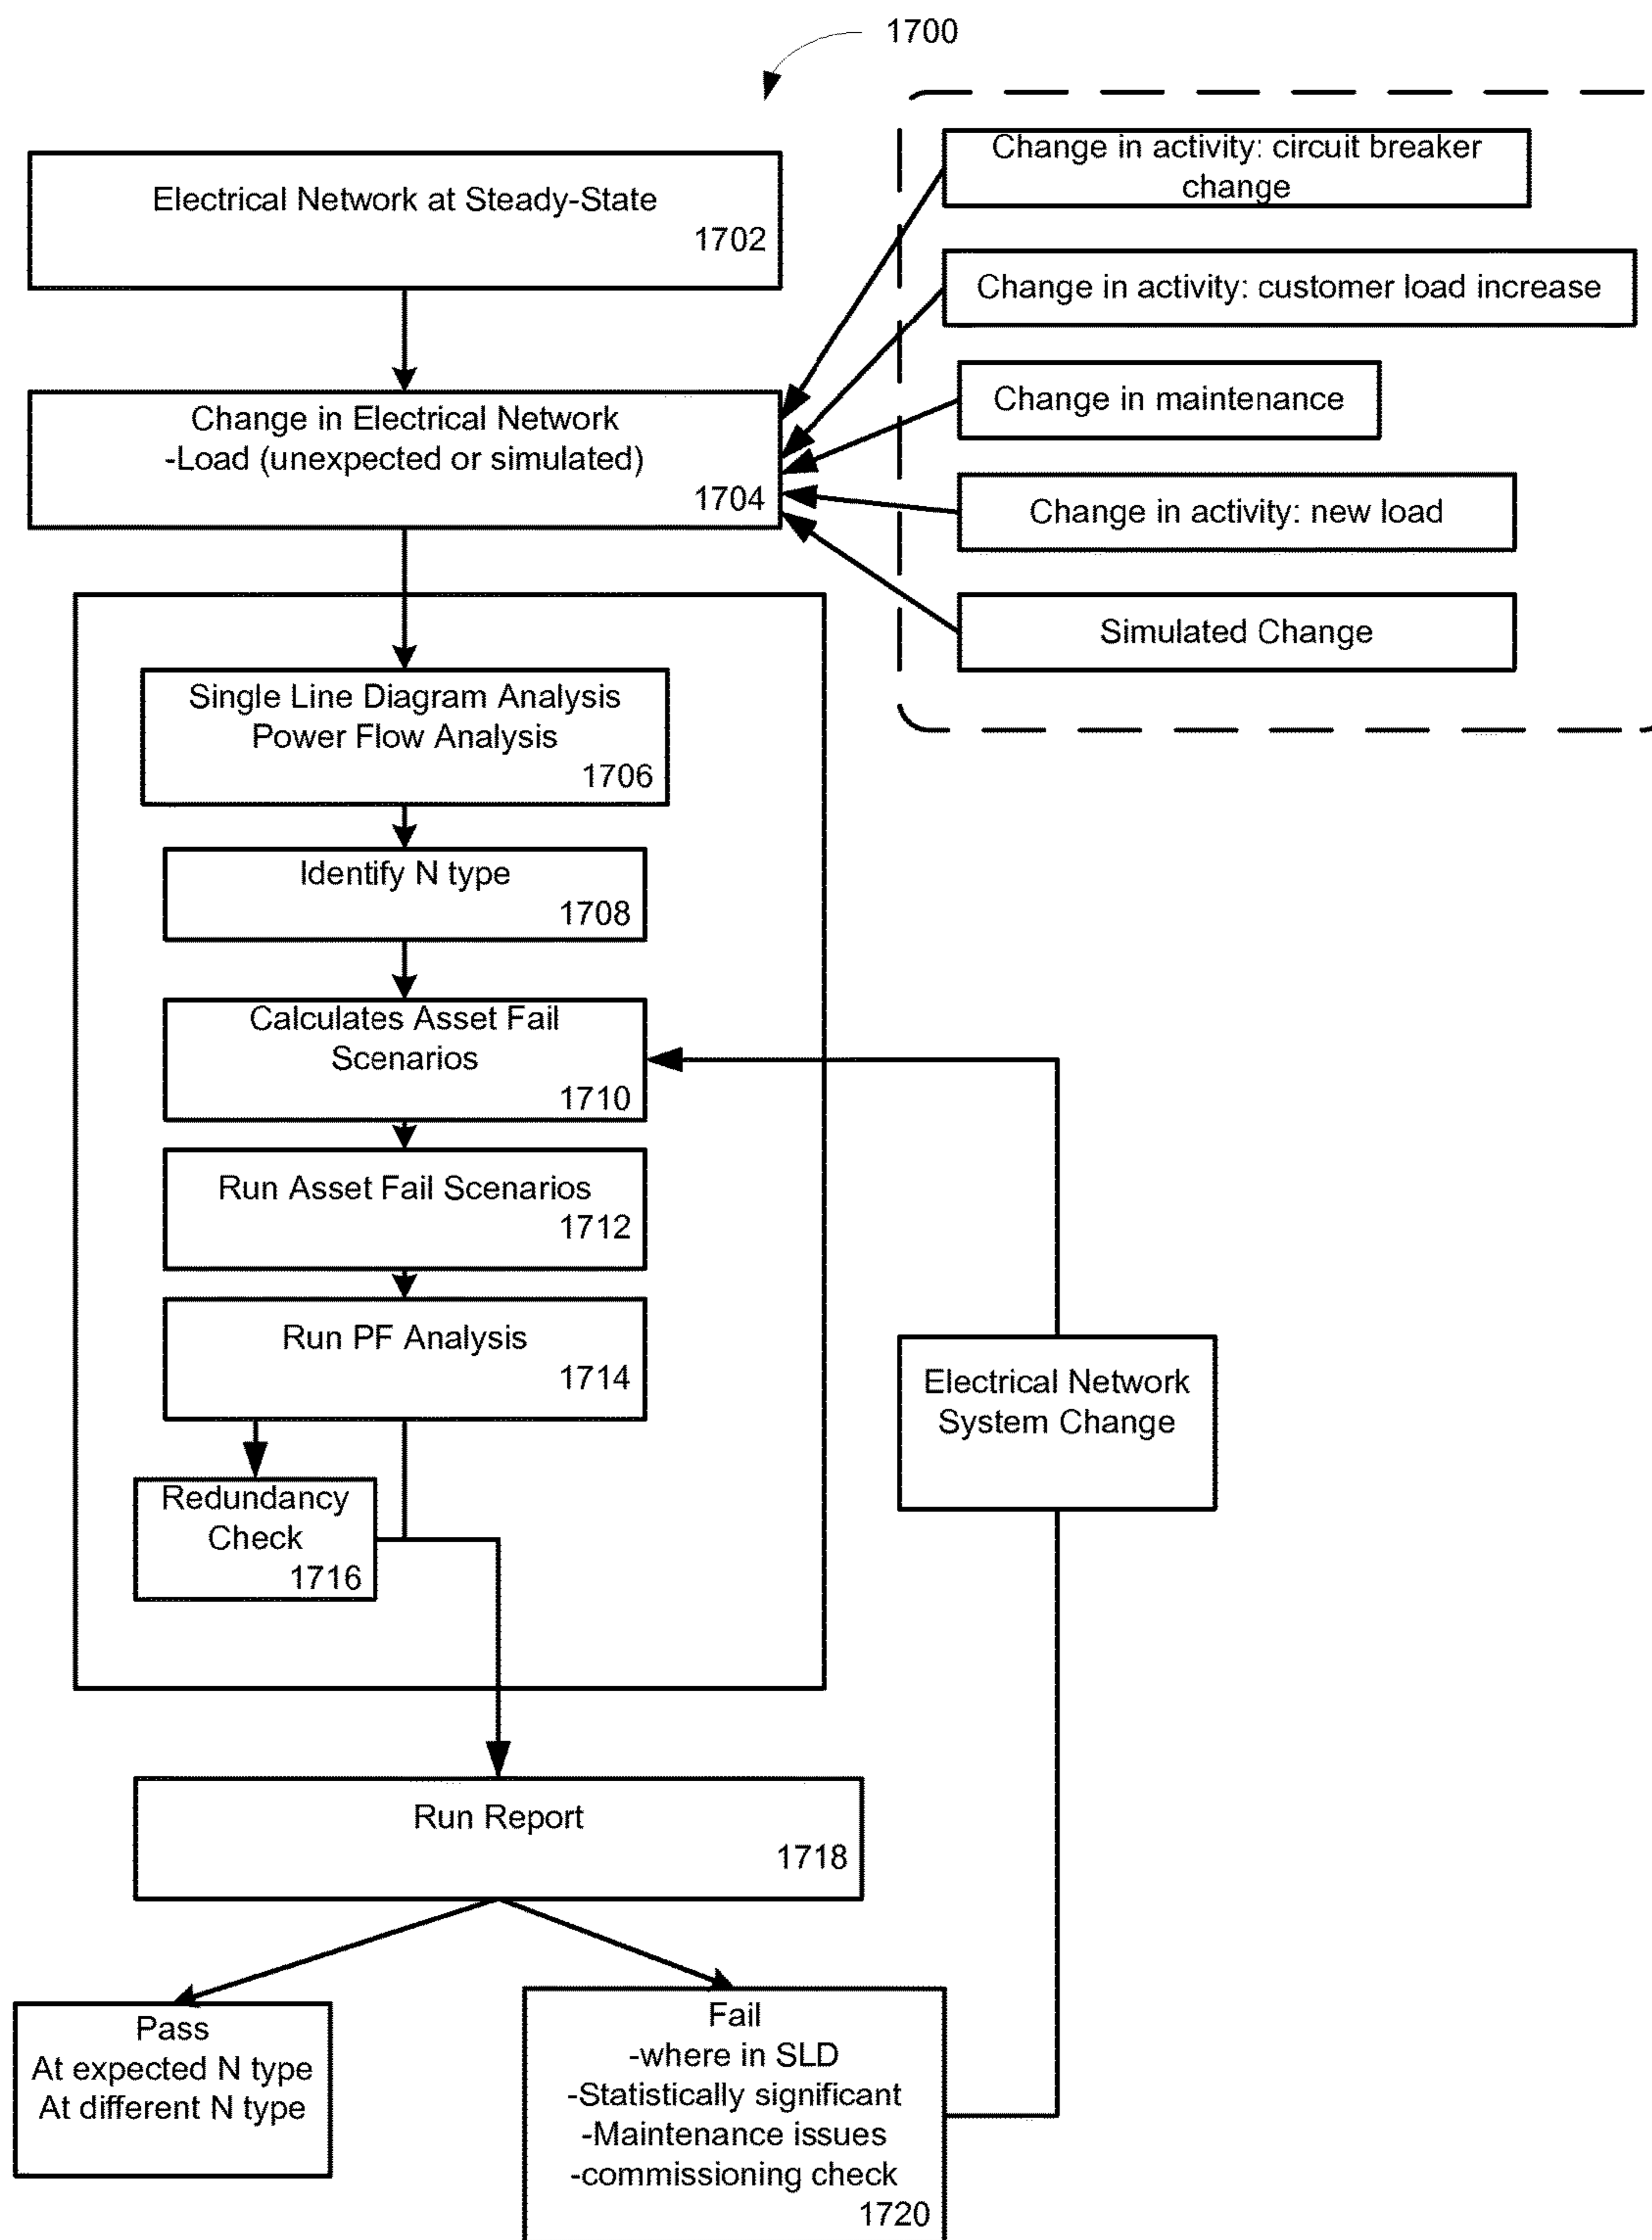 1700
Electrical Network at Steady-State
1702
Change in Electrical Network
-Load (unexpected or simulated)
1704
Change in activity: circuit breaker
change
Change in activity: customer load increase
Change in maintenance
Change in activity: new load
Simulated Change
Single Line Diagram Analysis
Power Flow Analysis
1706
Identify N type
1708
Calculates Asset Fail
Scenarios
1710
Run Asset Fail Scenarios
1712
Run PF Analysis
1714
Redundancy
Check
1716
Electrical Network
System Change
Run Report
1718
Pass
At expected N type
At different N type
Fail
-where in SLD
-Statistically significant
-Maintenance issues
-commissioning check
1720